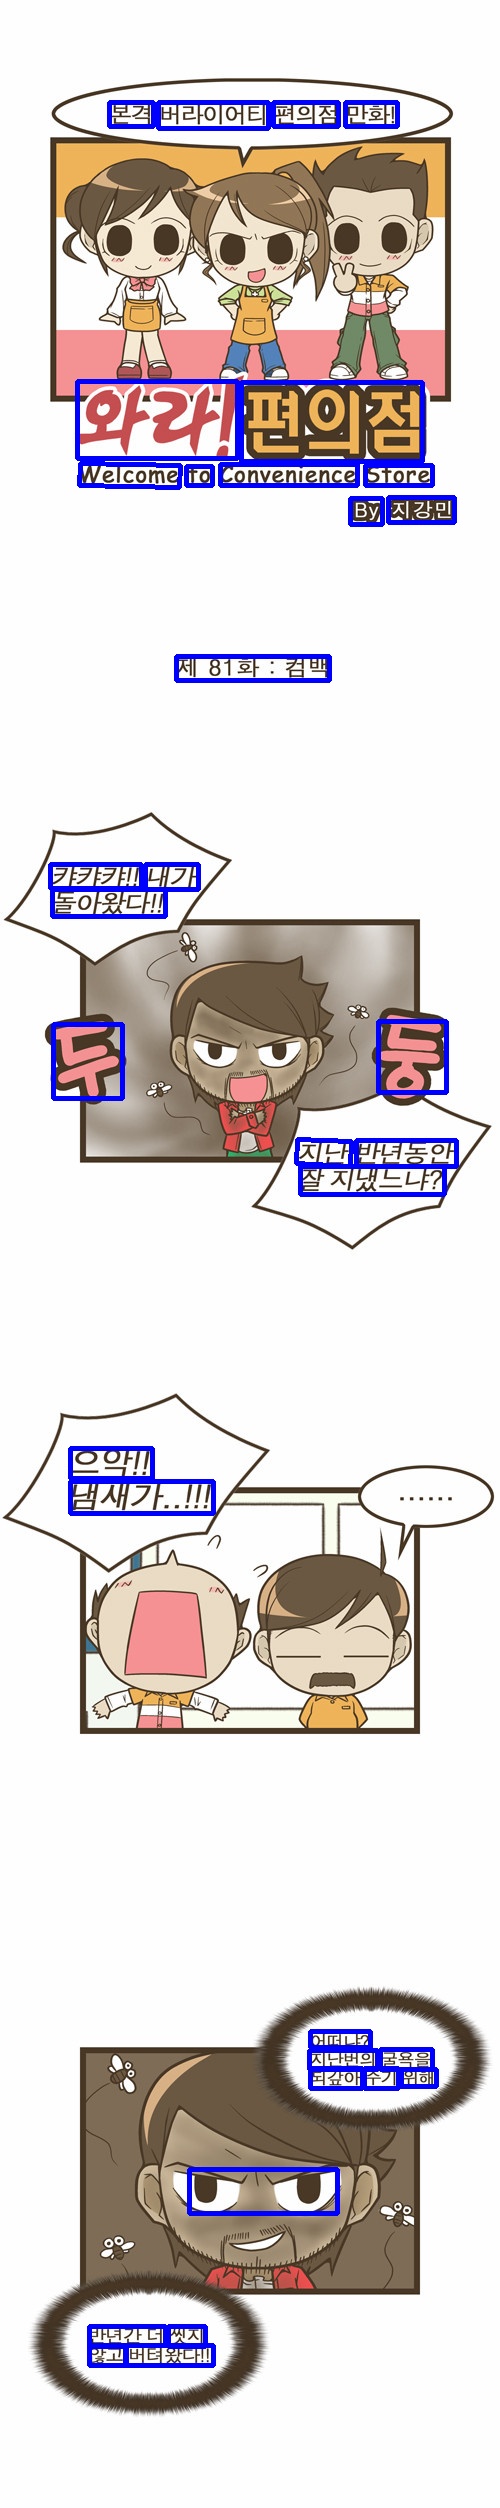 본격 버라이어티 편의점 만화!
와라! 편의점
Welcome to Convenience Store
By 지강민
제 81화 : 컴백
캬캬캬!! 내가
돌아왔다!!
두둥
지난 반년동안
잘 지냈느냐?
으악!!
냄새가..!!!
......
어떠냐?
지난번의 굴욕을
되갚아 주기 위해
반년간 더 씻지
않고 버텨왔다!!